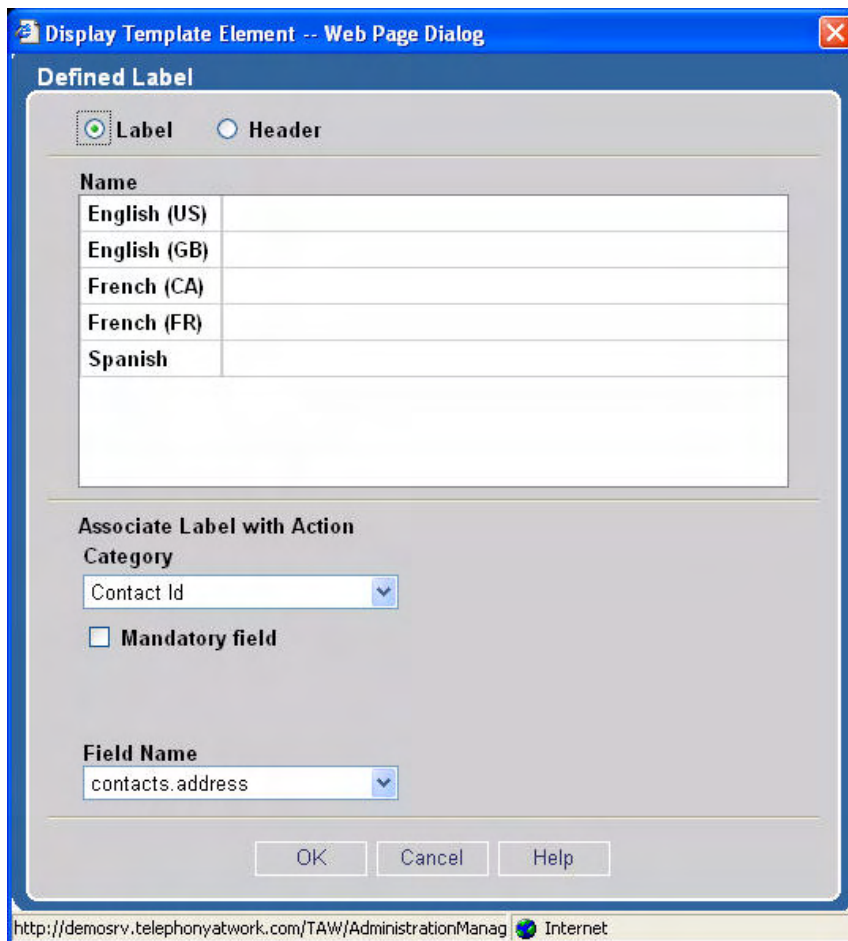 Display Template Element -- Web Page Dialog
Defined Label
Label Header
Name
English (US)
English (GB)
French (CA)
French (FR)
Spanish
Associate Label with Action
Category
Contact Id
Mandatory field
Field Name
contacts.address
OK Cancel Help
http://demosrv.telephonyatwork.com/TAW/AdministrationManag Internet